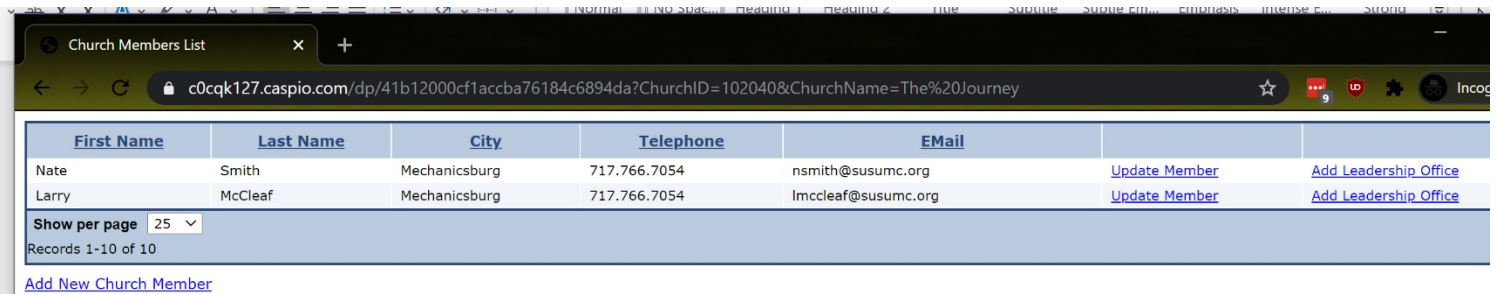 Normal No Spac... Heading 1 Heading 2 Title Subtitle Subtle Em... Emphasis Intense E... Strong
Church Members List
c0cqk127.caspio.com/dp/41b12000cf1accba76184c6894da?ChurchID=102040&ChurchName=The%20Journey 9 Incog
First Name Last Name City Telephone EMail
Nate Smith Mechanicsburg 717.766.7054 nsmith@susumc.org Update Member Add Leadership Office
Larry McCleaf Mechanicsburg 717.766.7054 lmccleaf@susumc.org Update Member Add Leadership Office
Show per page 25
Records 1-10 of 10
Add New Church Member